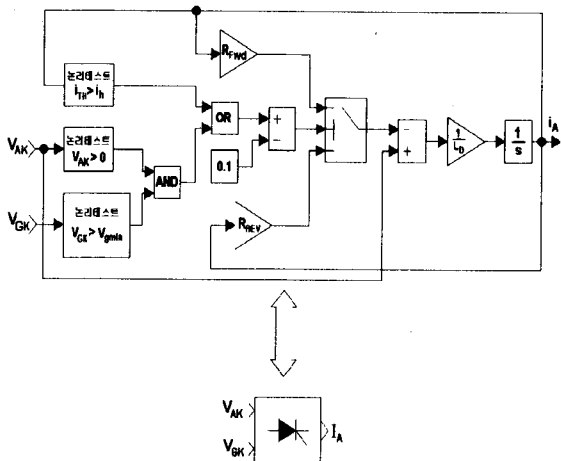 논리테스트
i_TH > i_h
R_Fwd
V_AK
논리테스트
V_AK > 0
AND
OR
+
−
0.1
−
−
−
+
1
L_D
1
s
i_A
V_GK
논리테스트
V_GK > V_gmin
R_REV
V_AK
V_GK
I_A